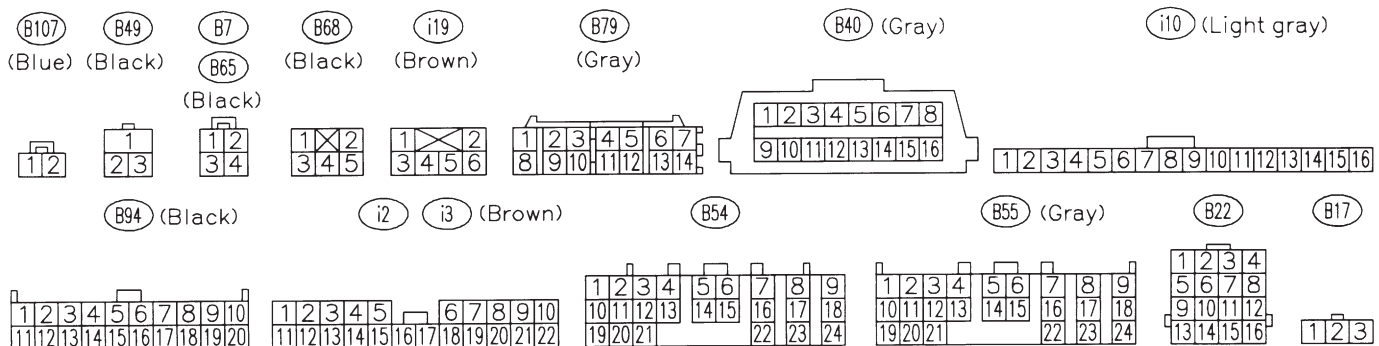 B107 B49 B7 B68 i19 B79 B40 (Gray) i10 (Light gray)
(Blue) (Black) B65 (Black) (Brown) (Gray)
(Black)
1 2 3 4 5 6 7 8
1 1 2 1 2 1 2 1 2 3 4 5 6 7
1 2 2 3 3 4 3 4 5 3 4 5 6 8 9 10 11 12 13 14 9 10 11 12 13 14 15 16 1 2 3 4 5 6 7 8 9 10 11 12 13 14 15 16
B94 (Black) i2 i3 (Brown) B54 B55 (Gray) B22 B17
1 2 3 4
1 2 3 4 5 6 7 8 9 1 2 3 4 5 6 7 8 9 5 6 7 8
1 2 3 4 5 6 7 8 9 10 1 2 3 4 5 6 7 8 9 10 10 11 12 13 14 15 16 18 10 11 12 13 14 15 16 18 9 10 11 12
11 12 13 14 15 16 17 18 19 20 11 12 13 14 15 16 17 18 19 20 21 22 19 20 21 22 23 24 19 20 21 22 23 24 13 14 15 16 1 2 3